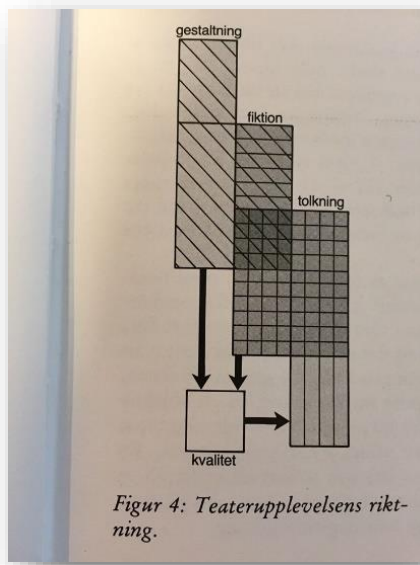 gestaltning
fiktion
tolkning
kvalitet
Figur 4: Teaterupplevelsens rikt-
ning.